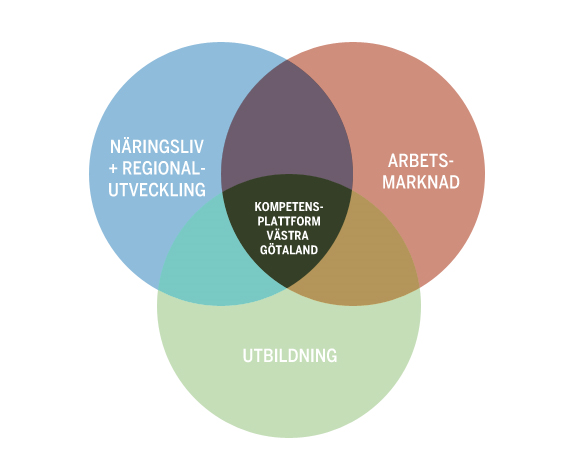 NÄRINGSLIV
+ REGIONAL-
UTVECKLING
ARBETS-
MARKNAD
KOMPETENS-
PLATTFORM
VÄSTRA
GÖTALAND
UTBILDNING